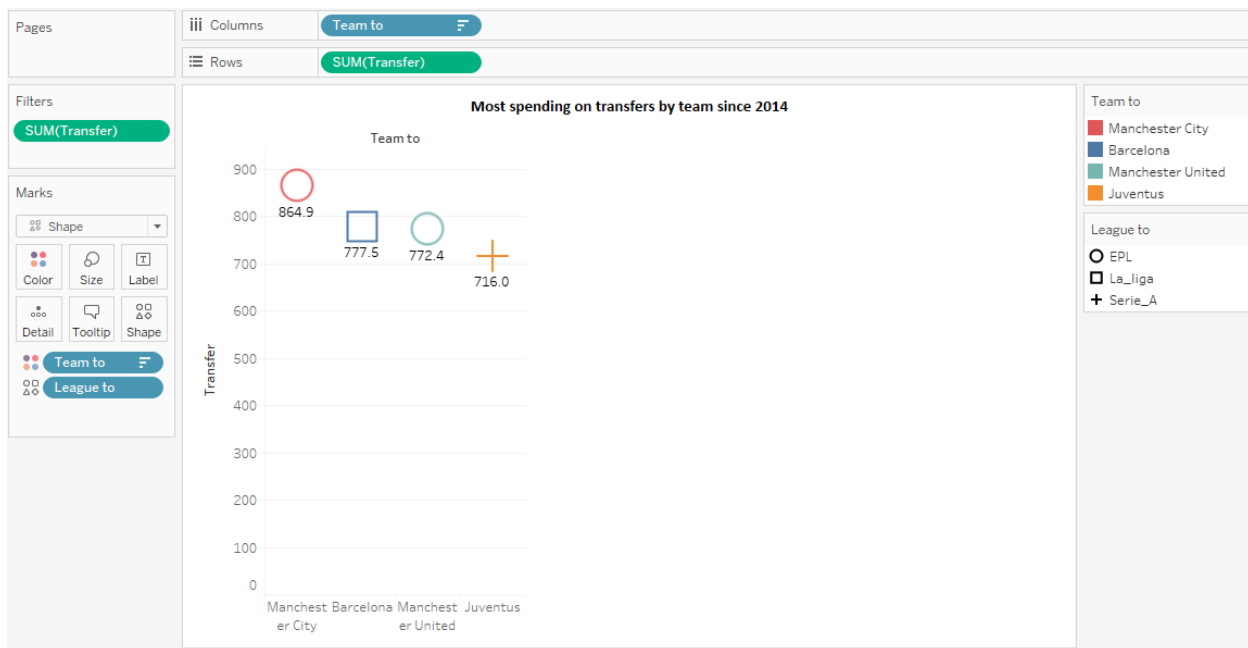 Pages
Columns
Team to
Rows
SUM(Transfer)
Filters
SUM(Transfer)
Marks
Shape
Color
Size
Label
Detail
Tooltip
Shape
Team to
League to
Most spending on transfers by team since 2014
Team to
Transfer
900
800
700
600
500
400
300
200
100
0
864.9
777.5
772.4
716.0
Manchest
er City
Barcelona
Manchest
er United
Juventus
Team to
Manchester City
Barcelona
Manchester United
Juventus
League to
EPL
La_liga
Serie_A